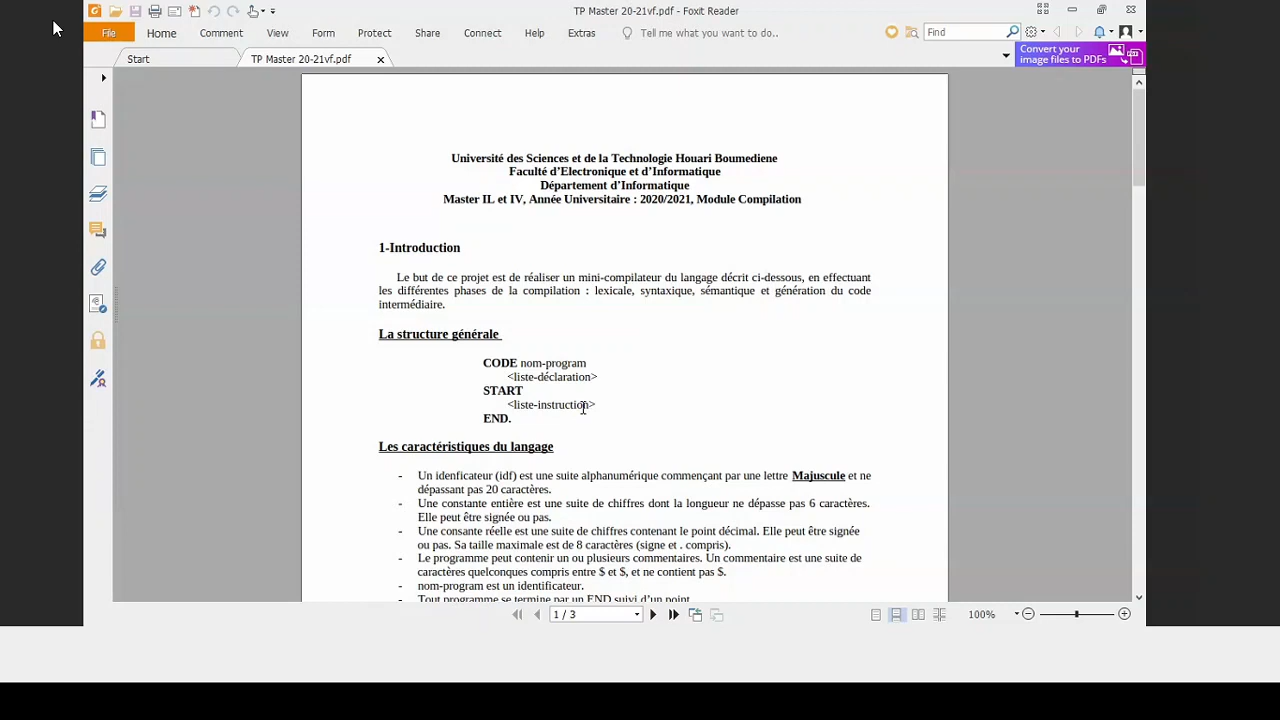 TP Master 20-21vf.pdf - Foxit Reader
File Home Comment View Form Protect Share Connect Help Extras Tell me what you want to do.. Find
Start TP Master 20-21vf.pdf
Convert your
image files to PDFs
Université des Sciences et de la Technologie Houari Boumediene
Faculté d’Electronique et d’Informatique
Département d’Informatique
Master IL et IV, Année Universitaire : 2020/2021, Module Compilation
1-Introduction
Le but de ce projet est de réaliser un mini-compilateur du langage décrit ci-dessous, en effectuant
les différentes phases de la compilation : lexicale, syntaxique, sémantique et génération du code
intermédiaire.
La structure générale
CODE nom-program
<liste-déclaration>
START
<liste-instruction>
END.
Les caractéristiques du langage
- Un idenficateur (idf) est une suite alphanumérique commençant par une lettre Majuscule et ne
dépassant pas 20 caractères.
- Une constante entière est une suite de chiffres dont la longueur ne dépasse pas 6 caractères.
Elle peut être signée ou pas.
- Une consante réelle est une suite de chiffres contenant le point décimal. Elle peut être signée
ou pas. Sa taille maximale est de 8 caractères (signe et . compris).
- Le programme peut contenir un ou plusieurs commentaires. Un commentaire est une suite de
caractères quelconques compris entre $ et $, et ne contient pas $.
- nom-program est un identificateur.
- Tout programme se termine par un END suivi d’un point
1 / 3
100%